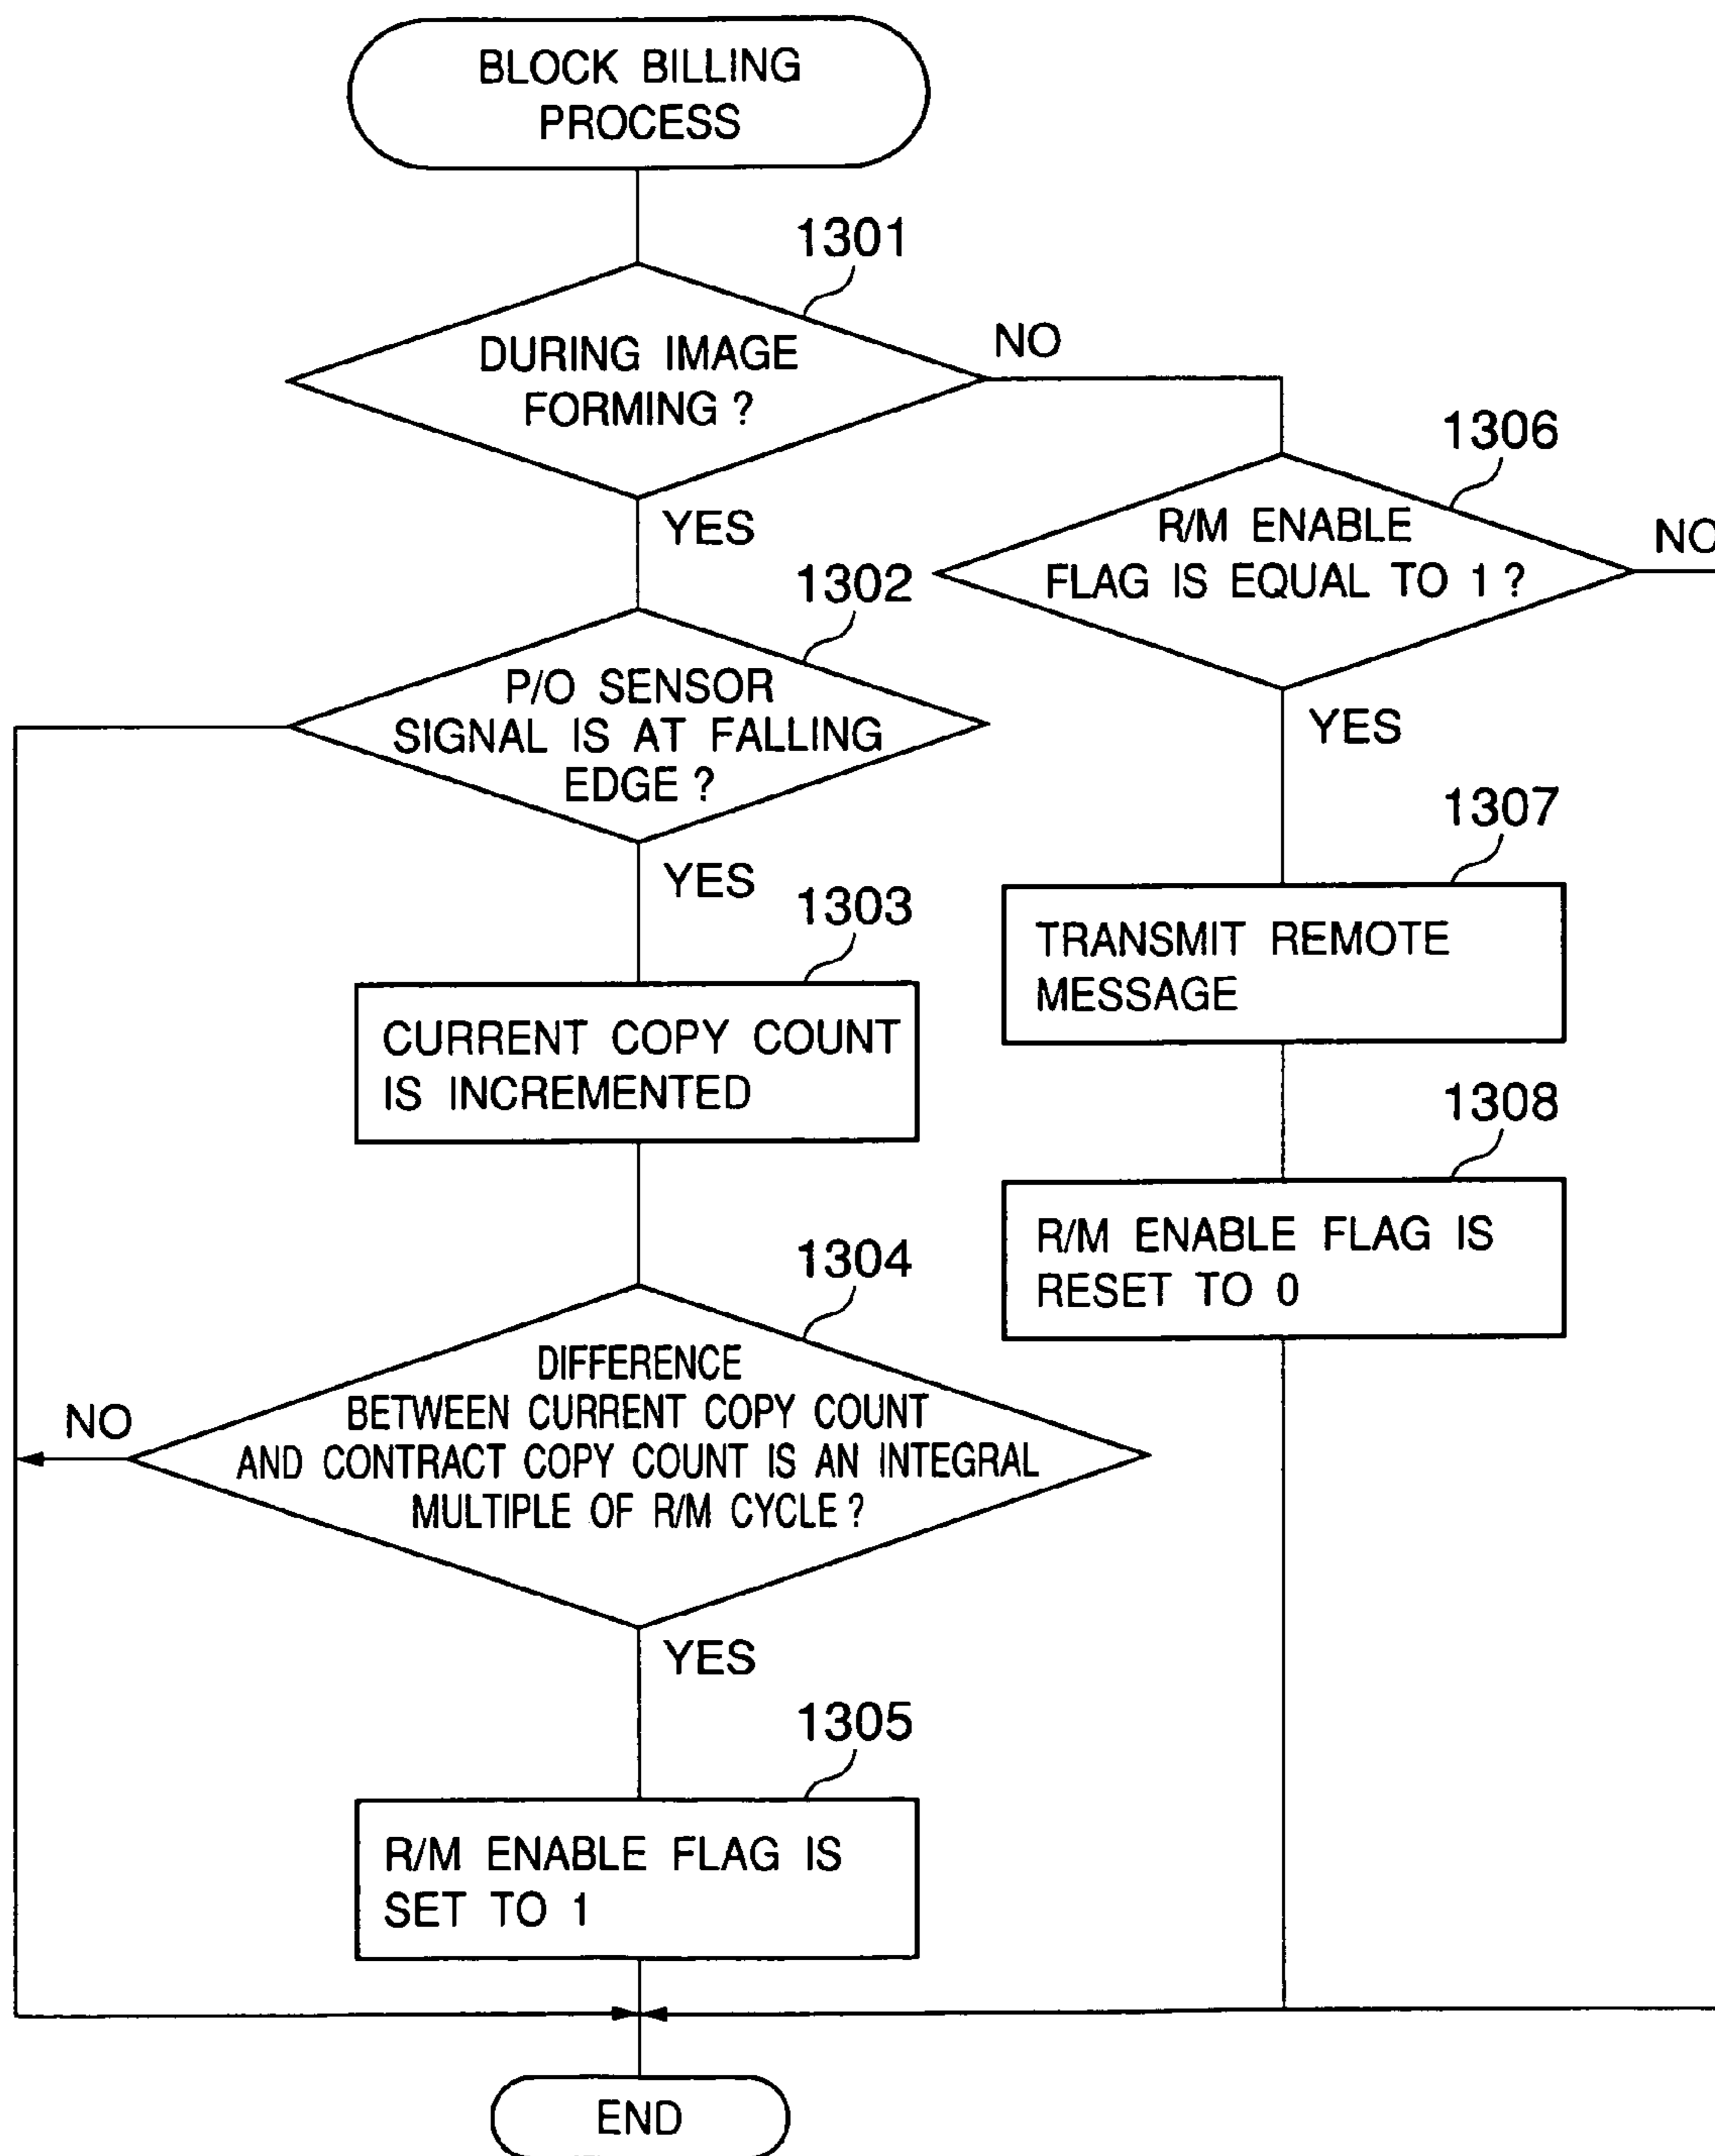 BLOCK BILLING
PROCESS
1301
DURING IMAGE
FORMING ?
NO
YES
1306
R/M ENABLE
FLAG IS EQUAL TO 1 ?
NO
YES
1302
P/O SENSOR
SIGNAL IS AT FALLING
EDGE ?
YES
1303
CURRENT COPY COUNT
IS INCREMENTED
1307
TRANSMIT REMOTE
MESSAGE
1308
R/M ENABLE FLAG IS
RESET TO 0
1304
DIFFERENCE
BETWEEN CURRENT COPY COUNT
AND CONTRACT COPY COUNT IS AN INTEGRAL
MULTIPLE OF R/M CYCLE ?
NO
YES
1305
R/M ENABLE FLAG IS
SET TO 1
END